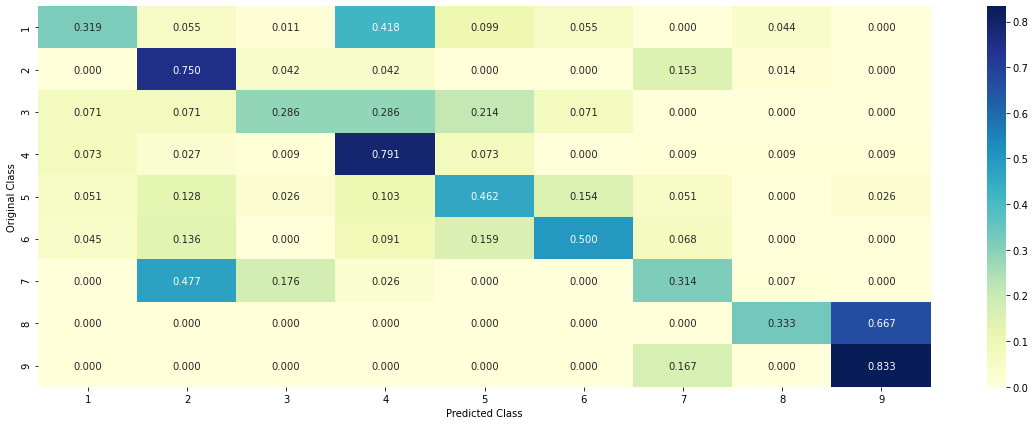 1 0.319 0.055 0.011 0.418 0.099 0.055 0.000 0.044 0.000
2 0.000 0.750 0.042 0.042 0.000 0.000 0.153 0.014 0.000
3 0.071 0.071 0.286 0.286 0.214 0.071 0.000 0.000 0.000
4 0.073 0.027 0.009 0.791 0.073 0.000 0.009 0.009 0.009
5 0.051 0.128 0.026 0.103 0.462 0.154 0.051 0.000 0.026
6 0.045 0.136 0.000 0.091 0.159 0.500 0.068 0.000 0.000
7 0.000 0.477 0.176 0.026 0.000 0.000 0.314 0.007 0.000
8 0.000 0.000 0.000 0.000 0.000 0.000 0.000 0.333 0.667
9 0.000 0.000 0.000 0.000 0.000 0.000 0.167 0.000 0.833
1 2 3 4 5 6 7 8 9
Predicted Class
Original Class
0.8
0.7
0.6
0.5
0.4
0.3
0.2
0.1
0.0